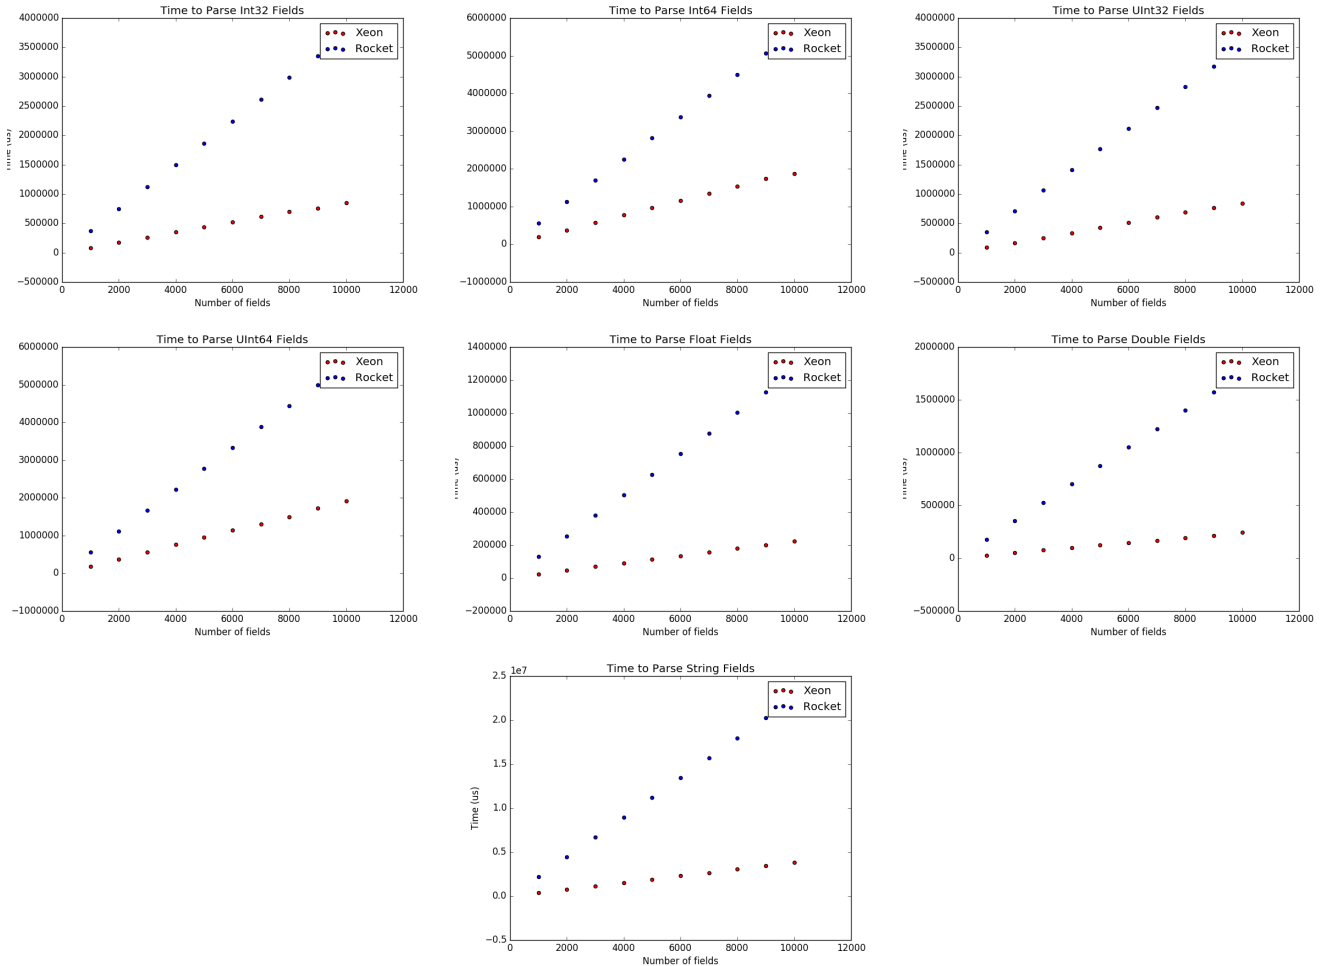 Time to Parse Int32 Fields
4000000
3500000
3000000
2500000
2000000
1500000
1000000
500000
0
−500000
0 2000 4000 6000 8000 10000 12000
Number of fields
Xeon
Rocket
Time to Parse Int64 Fields
6000000
5000000
4000000
3000000
2000000
1000000
0
−1000000
0 2000 4000 6000 8000 10000 12000
Number of fields
Xeon
Rocket
Time to Parse UInt32 Fields
4000000
3500000
3000000
2500000
2000000
1500000
1000000
500000
0
−500000
0 2000 4000 6000 8000 10000 12000
Number of fields
Xeon
Rocket
Time to Parse UInt64 Fields
6000000
5000000
4000000
3000000
2000000
1000000
0
−1000000
0 2000 4000 6000 8000 10000 12000
Number of fields
Xeon
Rocket
Time to Parse Float Fields
1400000
1200000
1000000
800000
600000
400000
200000
0
−200000
0 2000 4000 6000 8000 10000 12000
Number of fields
Xeon
Rocket
Time to Parse Double Fields
2000000
1500000
1000000
500000
0
−500000
0 2000 4000 6000 8000 10000 12000
Number of fields
Xeon
Rocket
Time to Parse String Fields
1e7
2.5
2.0
1.5
1.0
0.5
0.0
−0.5
Time (us)
0 2000 4000 6000 8000 10000 12000
Number of fields
Xeon
Rocket